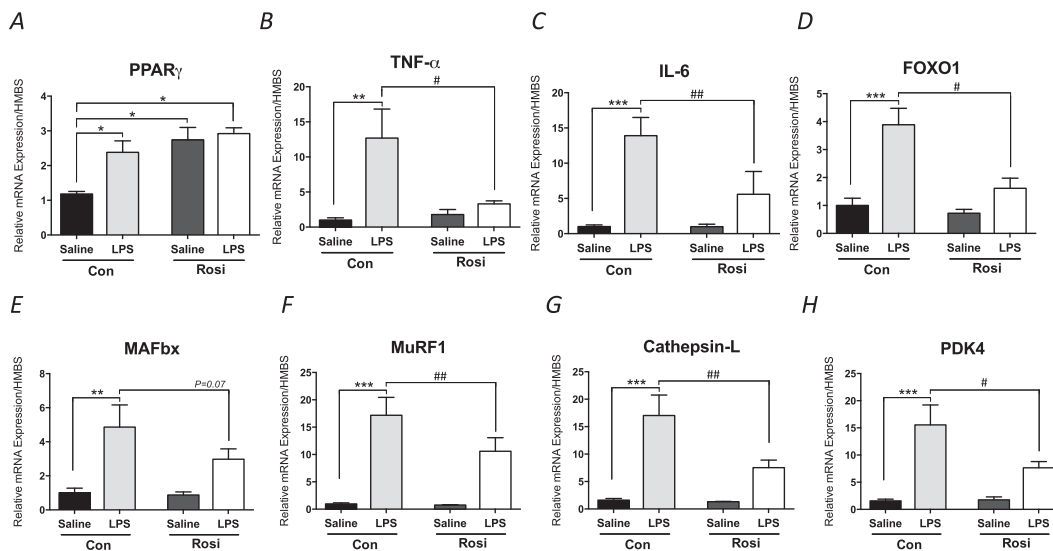 A
PPARγ
Relative mRNA Expression/HMBS
4
3
2
1
0
*
*
*
Saline LPS Saline LPS
Con Rosi
B
TNF-α
Relative mRNA Expression/HMBS
20
15
10
5
0
**
#
Saline LPS Saline LPS
Con Rosi
C
IL-6
Relative mRNA Expression/HMBS
20
15
10
5
0
***
##
Saline LPS Saline LPS
Con Rosi
D
FOXO1
Relative mRNA Expression/HMBS
5
4
3
2
1
0
***
#
Saline LPS Saline LPS
Con Rosi
E
MAFbx
Relative mRNA Expression/HMBS
8
6
4
2
0
**
P=0.07
Saline LPS Saline LPS
Con Rosi
F
MuRF1
Relative mRNA Expression/HMBS
25
20
15
10
5
0
***
##
Saline LPS Saline LPS
Con Rosi
G
Cathepsin-L
Relative mRNA Expression/HMBS
25
20
15
10
5
0
***
##
Saline LPS Saline LPS
Con Rosi
H
PDK4
Relative mRNA Expression/HMBS
25
20
15
10
5
0
***
#
Saline LPS Saline LPS
Con Rosi